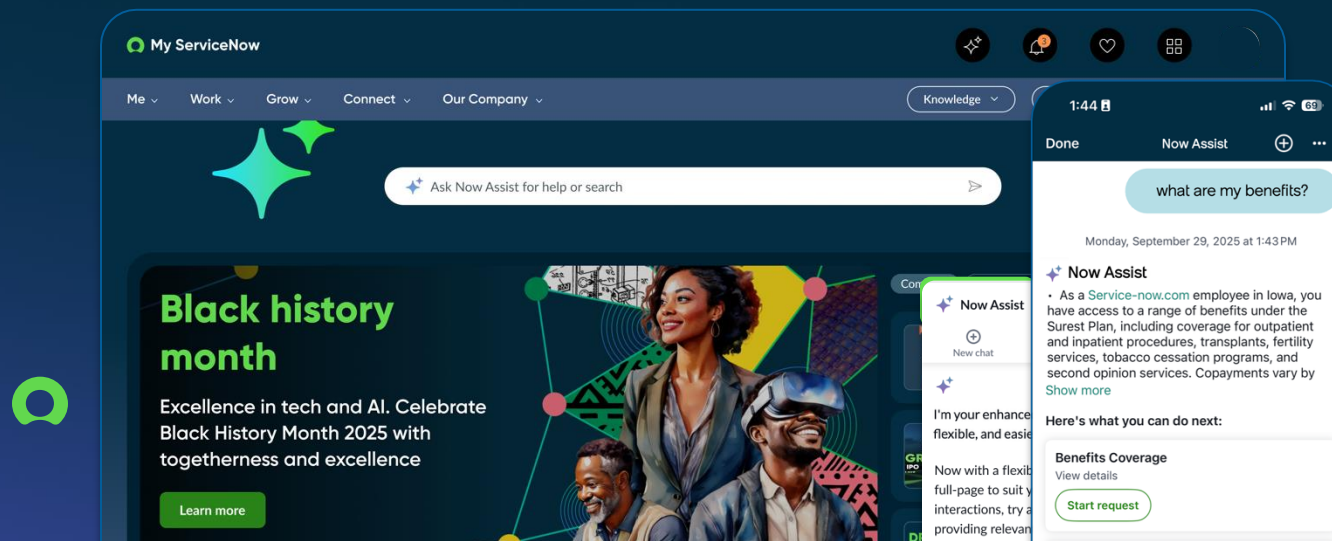 My ServiceNow
3
Me
Work
Grow
Connect
Our Company
Knowledge
Ask Now Assist for help or search
Black history
month
Excellence in tech and AI. Celebrate
Black History Month 2025 with
togetherness and excellence
Learn more
Now Assist
New chat
I'm your enhance
flexible, and easie
Now with a flexib
full-page to suit y
interactions, try a
providing relevan
1:44
69
Done
Now Assist
what are my benefits?
Monday, September 29, 2025 at 1:43 PM
Now Assist
• As a Service-now.com employee in Iowa, you
have access to a range of benefits under the
Surest Plan, including coverage for outpatient
and inpatient procedures, transplants, fertility
services, tobacco cessation programs, and
second opinion services. Copayments vary by
Show more
Here's what you can do next:
Benefits Coverage
View details
Start request